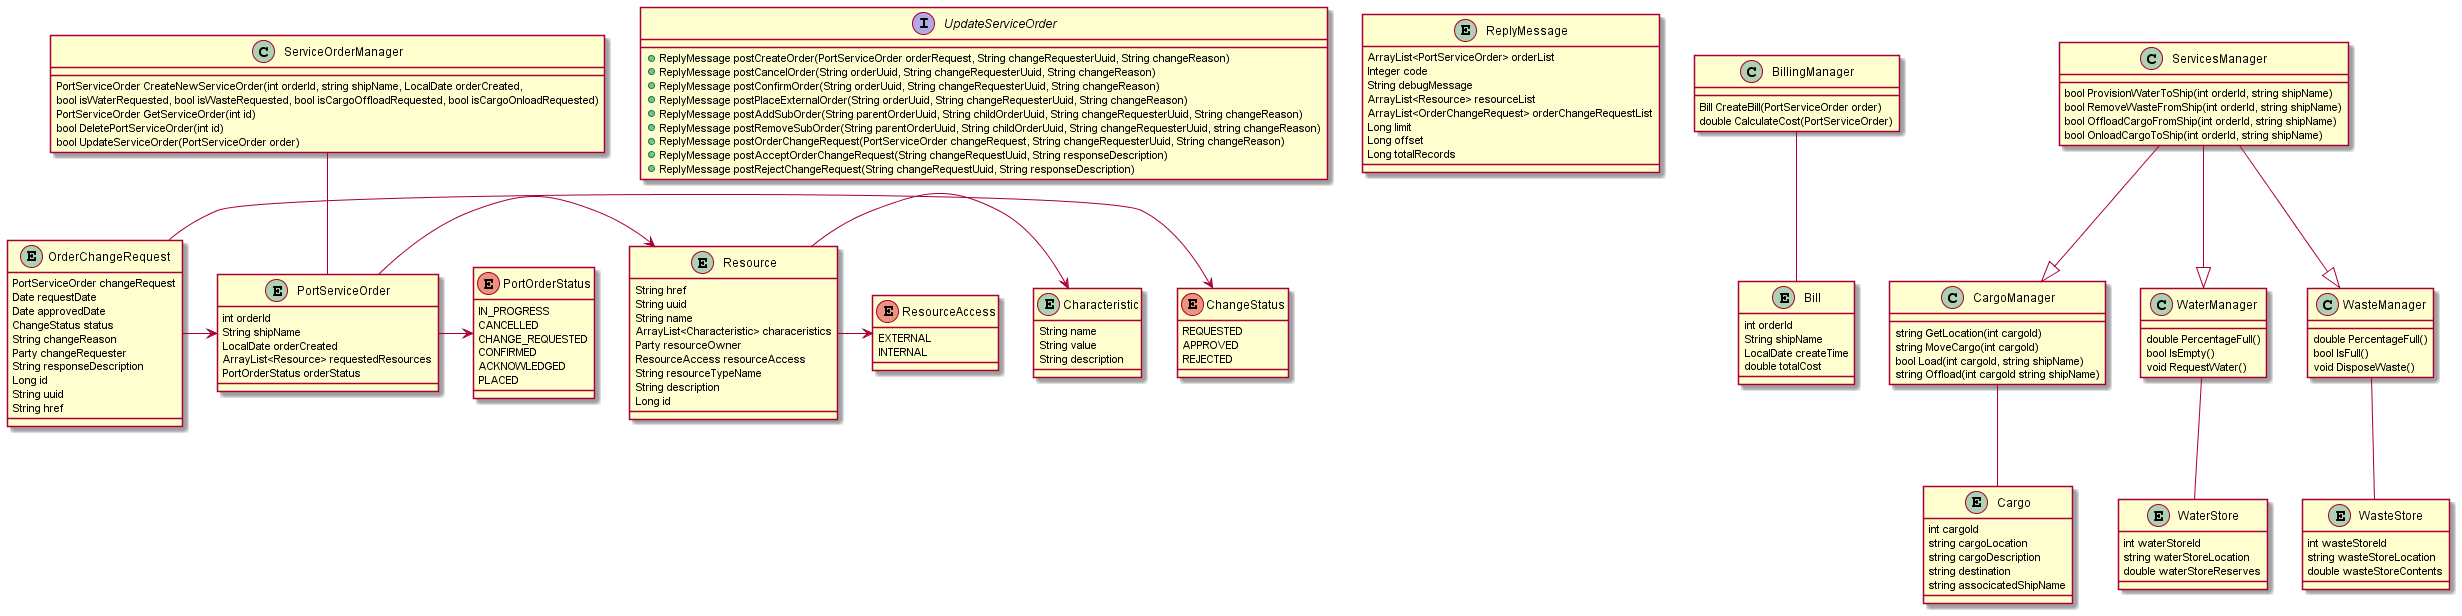 C ServiceOrderManager
PortServiceOrder CreateNewServiceOrder(int orderId, string shipName, LocalDate orderCreated,
bool isWaterRequested, bool isWasteRequested, bool isCargoOffloadRequested, bool isCargoOnloadRequested)
PortServiceOrder GetServiceOrder(int id)
bool DeletePortServiceOrder(int id)
bool UpdateServiceOrder(PortServiceOrder order)
I UpdateServiceOrder
ReplyMessage postCreateOrder(PortServiceOrder orderRequest, String changeRequesterUuid, String changeReason)
ReplyMessage postCancelOrder(String orderUuid, String changeRequesterUuid, String changeReason)
ReplyMessage postConfirmOrder(String orderUuid, String changeRequesterUuid, String changeReason)
ReplyMessage postPlaceExternalOrder(String orderUuid, String changeRequesterUuid, String changeReason)
ReplyMessage postAddSubOrder(String parentOrderUuid, String childOrderUuid, String changeRequesterUuid, String changeReason)
ReplyMessage postRemoveSubOrder(String parentOrderUuid, String childOrderUuid, String changeRequesterUuid, string changeReason)
ReplyMessage postOrderChangeRequest(PortServiceOrder changeRequest, String changeRequesterUuid, String changeReason)
ReplyMessage postAcceptOrderChangeRequest(String changeRequestUuid, String responseDescription)
ReplyMessage postRejectChangeRequest(String changeRequestUuid, String responseDescription)
E ReplyMessage
ArrayList<PortServiceOrder> orderList
Integer code
String debugMessage
ArrayList<Resource> resourceList
ArrayList<OrderChangeRequest> orderChangeRequestList
Long limit
Long offset
Long totalRecords
C BillingManager
Bill CreateBill(PortServiceOrder order)
double CalculateCost(PortServiceOrder)
C ServicesManager
bool ProvisionWaterToShip(int orderId, string shipName)
bool RemoveWasteFromShip(int orderId, string shipName)
bool OffloadCargoFromShip(int orderId, string shipName)
bool OnloadCargoToShip(int orderId, string shipName)
E OrderChangeRequest
PortServiceOrder changeRequest
Date requestDate
Date approvedDate
ChangeStatus status
String changeReason
Party changeRequester
String responseDescription
Long id
String uuid
String href
E PortServiceOrder
int orderId
String shipName
LocalDate orderCreated
ArrayList<Resource> requestedResources
PortOrderStatus orderStatus
E PortOrderStatus
IN_PROGRESS
CANCELLED
CHANGE_REQUESTED
CONFIRMED
ACKNOWLEDGED
PLACED
E Resource
String href
String uuid
String name
ArrayList<Characteristic> characeristics
Party resourceOwner
ResourceAccess resourceAccess
String resourceTypeName
String description
Long id
E ResourceAccess
EXTERNAL
INTERNAL
E Characteristic
String name
String value
String description
E ChangeStatus
REQUESTED
APPROVED
REJECTED
E Bill
int orderId
String shipName
LocalDate createTime
double totalCost
C CargoManager
string GetLocation(int cargoId)
string MoveCargo(int cargoId)
bool Load(int cargoId, string shipName)
string Offload(int cargoId string shipName)
C WaterManager
double PercentageFull()
bool IsEmpty()
void RequestWater()
C WasteManager
double PercentageFull()
bool IsFull()
void DisposeWaste()
E Cargo
int cargoId
string cargoLocation
string cargoDescription
string destination
string associcatedShipName
E WaterStore
int waterStoreId
string waterStoreLocation
double waterStoreReserves
E WasteStore
int wasteStoreId
string wasteStoreLocation
double wasteStoreContents